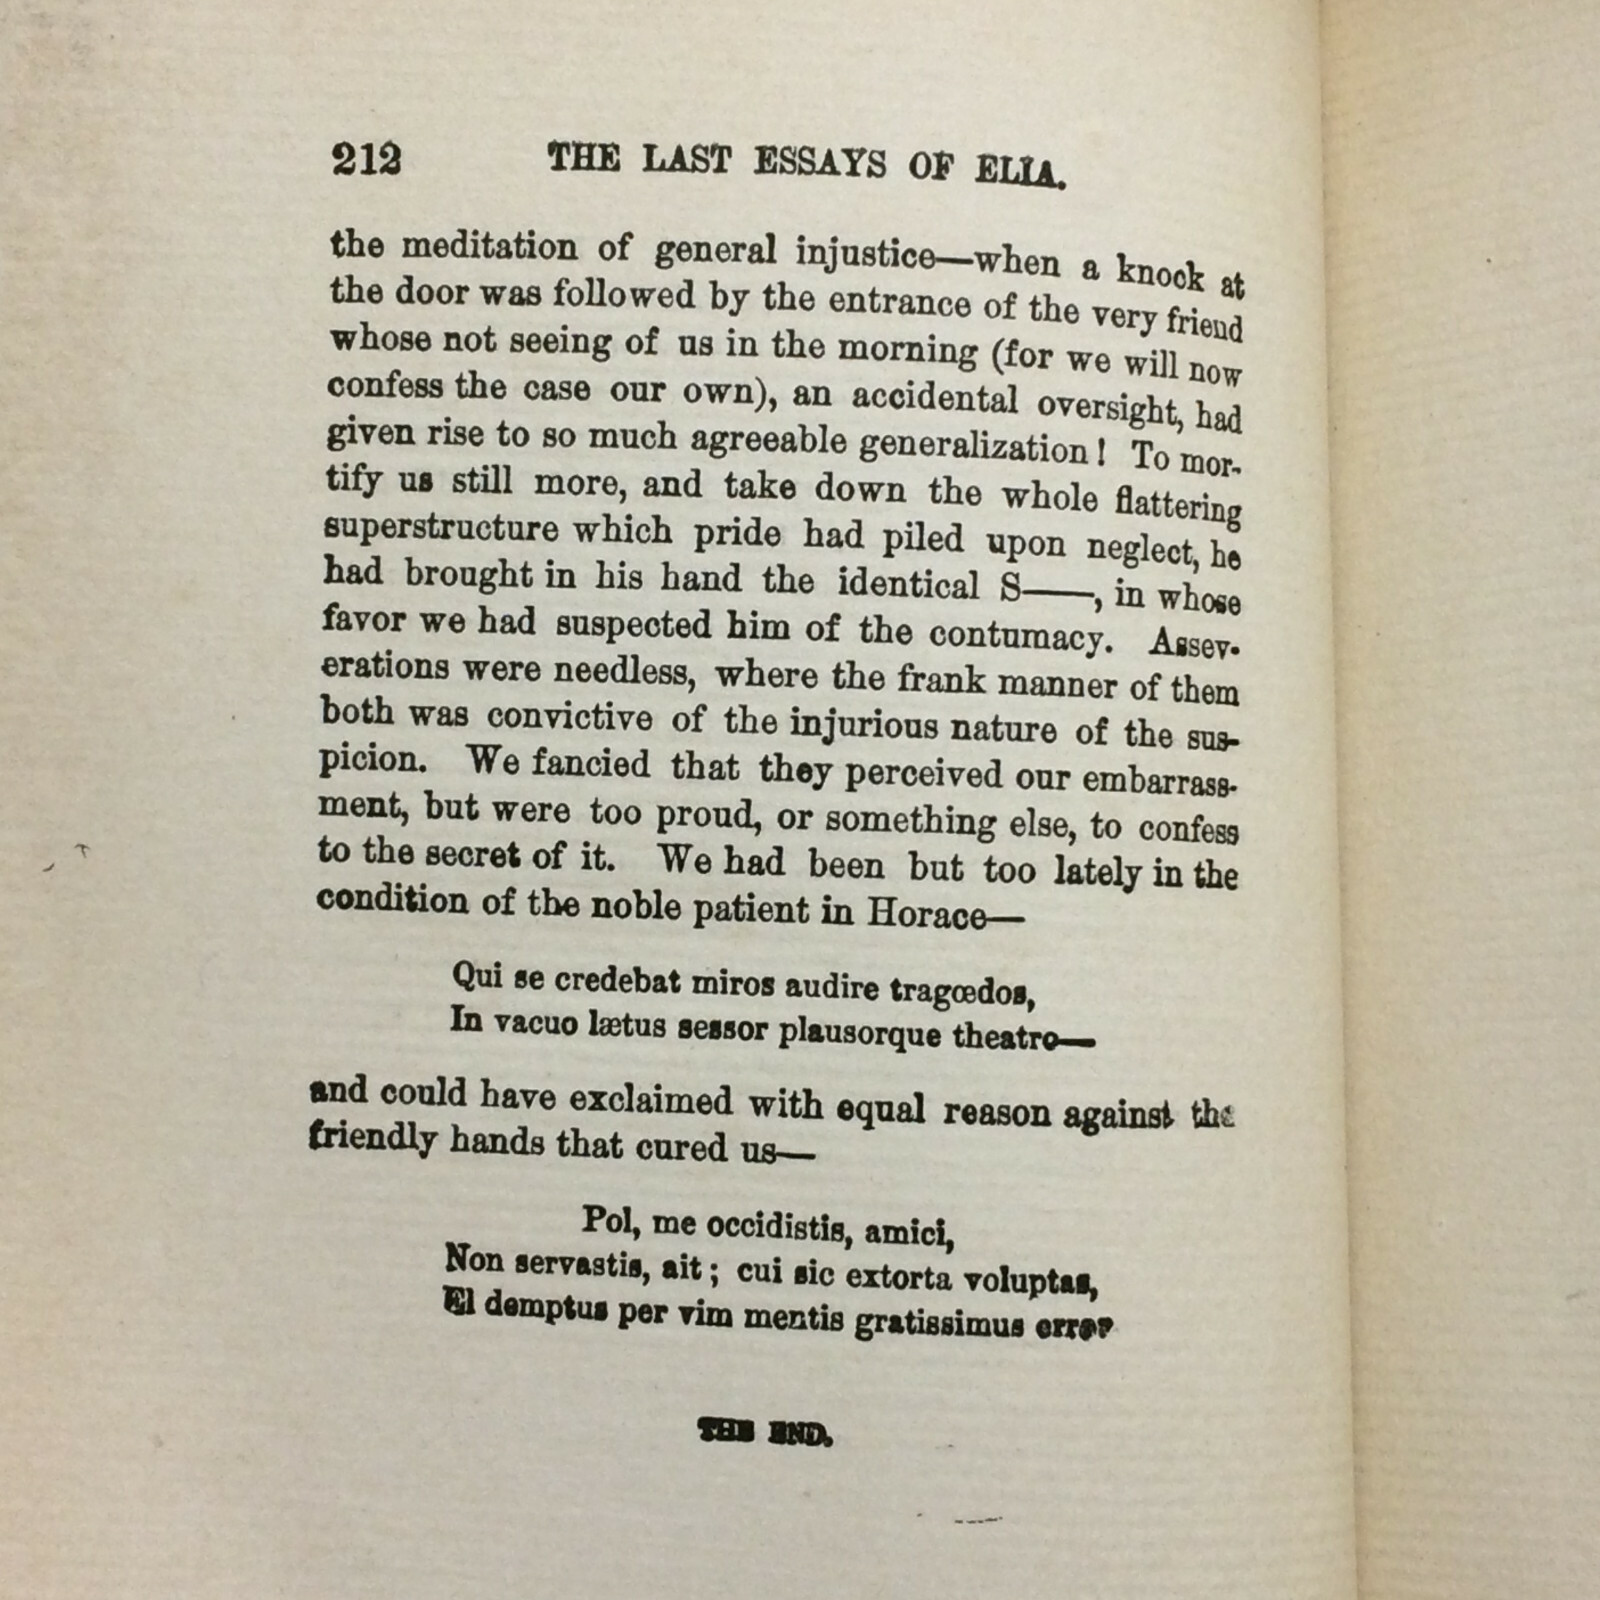 212 THE LAST ESSAYS OF ELIA.
the meditation of general injustice—when a knock at
the door was followed by the entrance of the very friend
whose not seeing of us in the morning (for we will now
confess the case our own), an accidental oversight, had
given rise to so much agreeable generalization! To mor-
tify us still more, and take down the whole flattering
superstructure which pride had piled upon neglect, he
had brought in his hand the identical S——, in whose
favor we had suspected him of the contumacy. Assev-
erations were needless, where the frank manner of them
both was convictive of the injurious nature of the sus-
picion. We fancied that they perceived our embarrass-
ment, but were too proud, or something else, to confess
to the secret of it. We had been but too lately in the
condition of the noble patient in Horace—
Qui se credebat miros audire tragœdos,
In vacuo lætus sessor plausorque theatro—
and could have exclaimed with equal reason against the
friendly hands that cured us—
Pol, me occidistis, amici,
Non servastis, ait; cui sic extorta voluptas,
El demptus per vim mentis gratissimus error
THE END.